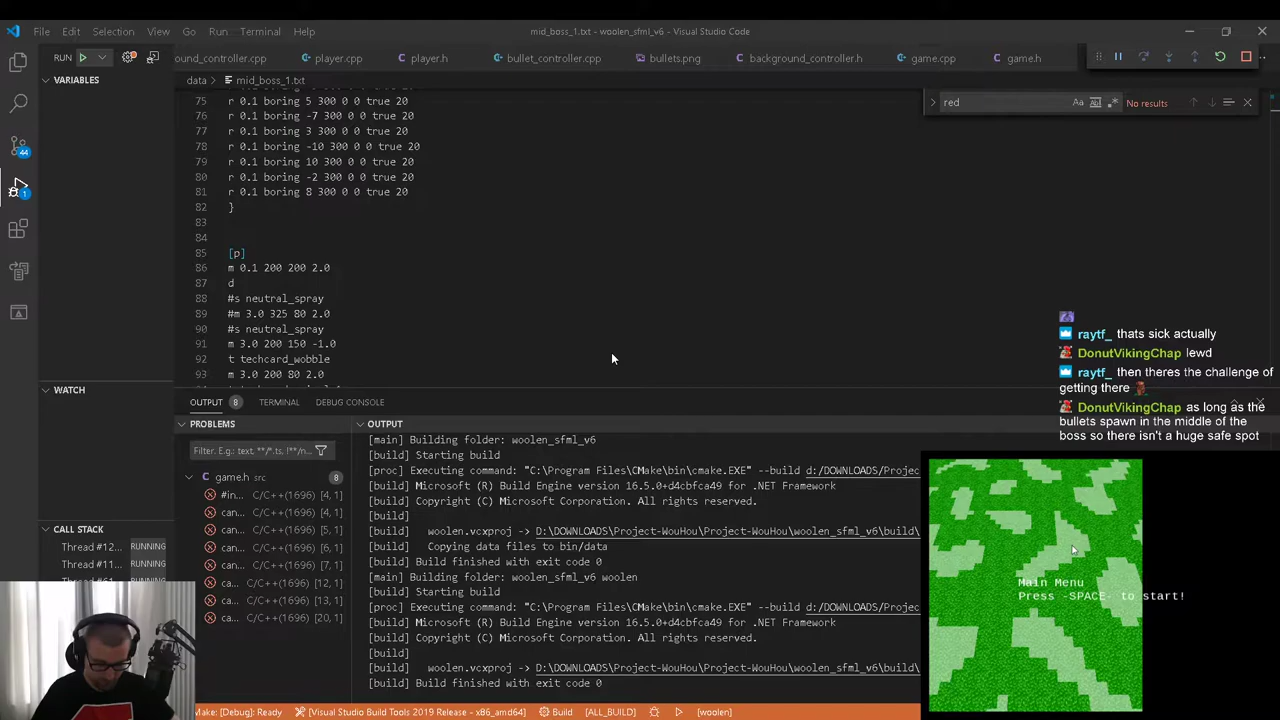 File Edit Selection View Go Run Terminal Help
mid_boss_1.txt - woolen_sfml_v6 - Visual Studio Code
RUN
ound_controller.cpp player.cpp player.h bullet_controller.cpp bullets.png background_controller.h game.cpp game.h
VARIABLES
data > mid_boss_1.txt
red
Aa
No results
75 r 0.1 boring 5 300 0 0 true 20
76 r 0.1 boring -7 300 0 0 true 20
77 r 0.1 boring 3 300 0 0 true 20
78 r 0.1 boring -10 300 0 0 true 20
79 r 0.1 boring 10 300 0 0 true 20
80 r 0.1 boring -2 300 0 0 true 20
81 r 0.1 boring 8 300 0 0 true 20
82 }
83
84
85 [p]
86 m 0.1 200 200 2.0
87 d
88 #s neutral_spray
89 #m 3.0 325 80 2.0
90 #s neutral_spray
91 m 3.0 200 150 -1.0
92 t techcard_wobble
93 m 3.0 200 80 2.0
44
1
WATCH
CALL STACK
Thread #12... RUNNING
Thread #11... RUNNING
Thread #61... RUNNING
raytf_ thats sick actually
DonutVikingChap lewd
raytf_ then theres the challenge of
getting there
DonutVikingChap as long as the
bullets spawn in the middle of the
boss so there isn't a huge safe spot
OUTPUT 8 TERMINAL DEBUG CONSOLE
PROBLEMS
Filter. E.g.: text, **/*.ts, !**/n...
game.h src 8
#in... C/C++(1696) [4, 1]
can... C/C++(1696) [4, 1]
can... C/C++(1696) [5, 1]
can... C/C++(1696) [6, 1]
can... C/C++(1696) [7, 1]
ca... C/C++(1696) [12, 1]
ca... C/C++(1696) [13, 1]
ca... C/C++(1696) [20, 1]
OUTPUT
[main] Building folder: woolen_sfml_v6
[build] Starting build
[proc] Executing command: "C:\Program Files\CMake\bin\cmake.EXE" --build d:/DOWNLOADS/Projec
[build] Microsoft (R) Build Engine version 16.5.0+d4cbfca49 for .NET Framework
[build] Copyright (C) Microsoft Corporation. All rights reserved.
[build]
[build] woolen.vcxproj -> D:\DOWNLOADS\Project-WouHou\Project-WouHou\woolen_sfml_v6\build\
[build] Copying data files to bin/data
[build] Build finished with exit code 0
[main] Building folder: woolen_sfml_v6 woolen
[build] Starting build
[proc] Executing command: "C:\Program Files\CMake\bin\cmake.EXE" --build d:/DOWNLOADS/Projec
[build] Microsoft (R) Build Engine version 16.5.0+d4cbfca49 for .NET Framework
[build] Copyright (C) Microsoft Corporation. All rights reserved.
[build]
[build] woolen.vcxproj -> D:\DOWNLOADS\Project-WouHou\Project-WouHou\woolen_sfml_v6\build\
[build] Build finished with exit code 0
Main Menu
Press -SPACE- to start!
Make: [Debug]: Ready [Visual Studio Build Tools 2019 Release - x86_amd64] Build [ALL_BUILD] [woolen]